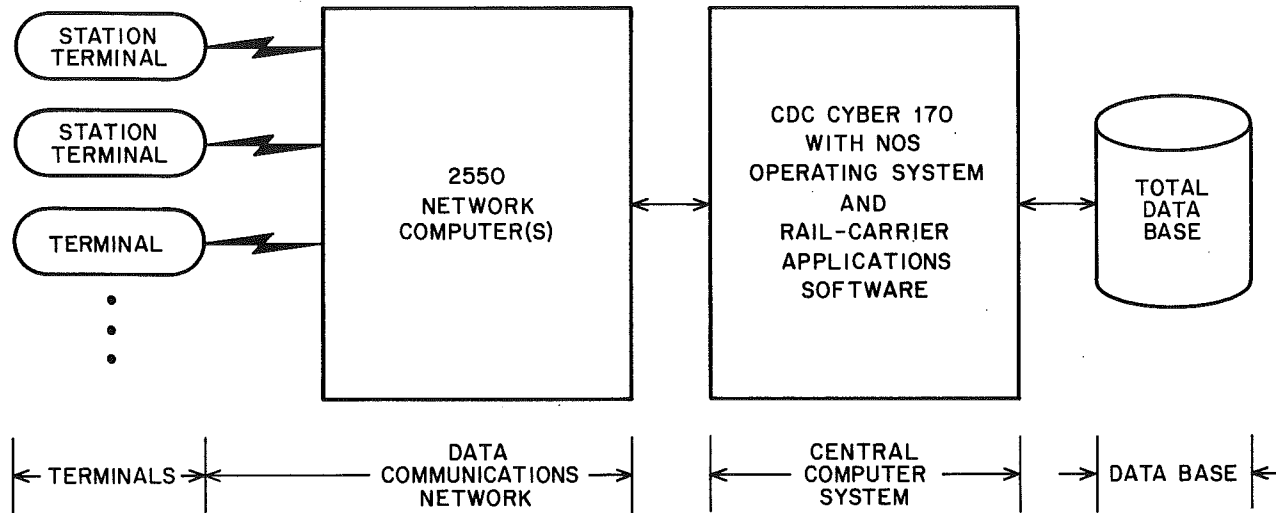 STATION
TERMINAL
STATION
TERMINAL
TERMINAL
2550
NETWORK
COMPUTER(S)
CDC CYBER 170
WITH NOS
OPERATING SYSTEM
AND
RAIL-CARRIER
APPLICATIONS
SOFTWARE
TOTAL
DATA
BASE
TERMINALS
DATA
COMMUNICATIONS
NETWORK
CENTRAL
COMPUTER
SYSTEM
DATA BASE